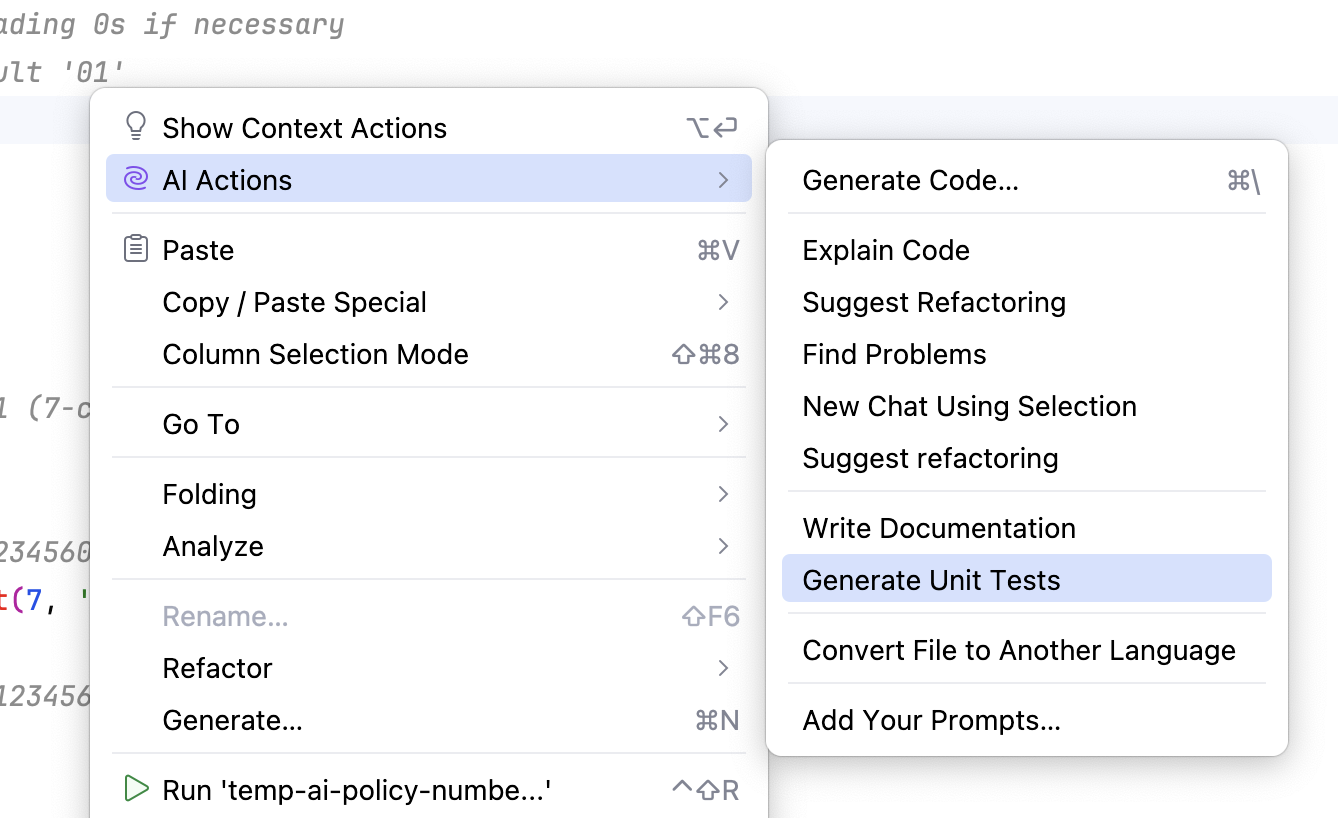 ading 0s if necessary
ult '01'
Show Context Actions ⌥⏎
AI Actions
Paste ⌘V
Copy / Paste Special
Column Selection Mode ⇧⌘8
Go To
Folding
Analyze
Rename... ⇧F6
Refactor
Generate... ⌘N
Run 'temp-ai-policy-numbe...' ^⇧R
Generate Code... ⌘\
Explain Code
Suggest Refactoring
Find Problems
New Chat Using Selection
Suggest refactoring
Write Documentation
Generate Unit Tests
Convert File to Another Language
Add Your Prompts...
l (7-c
234560
t(7, '
123456